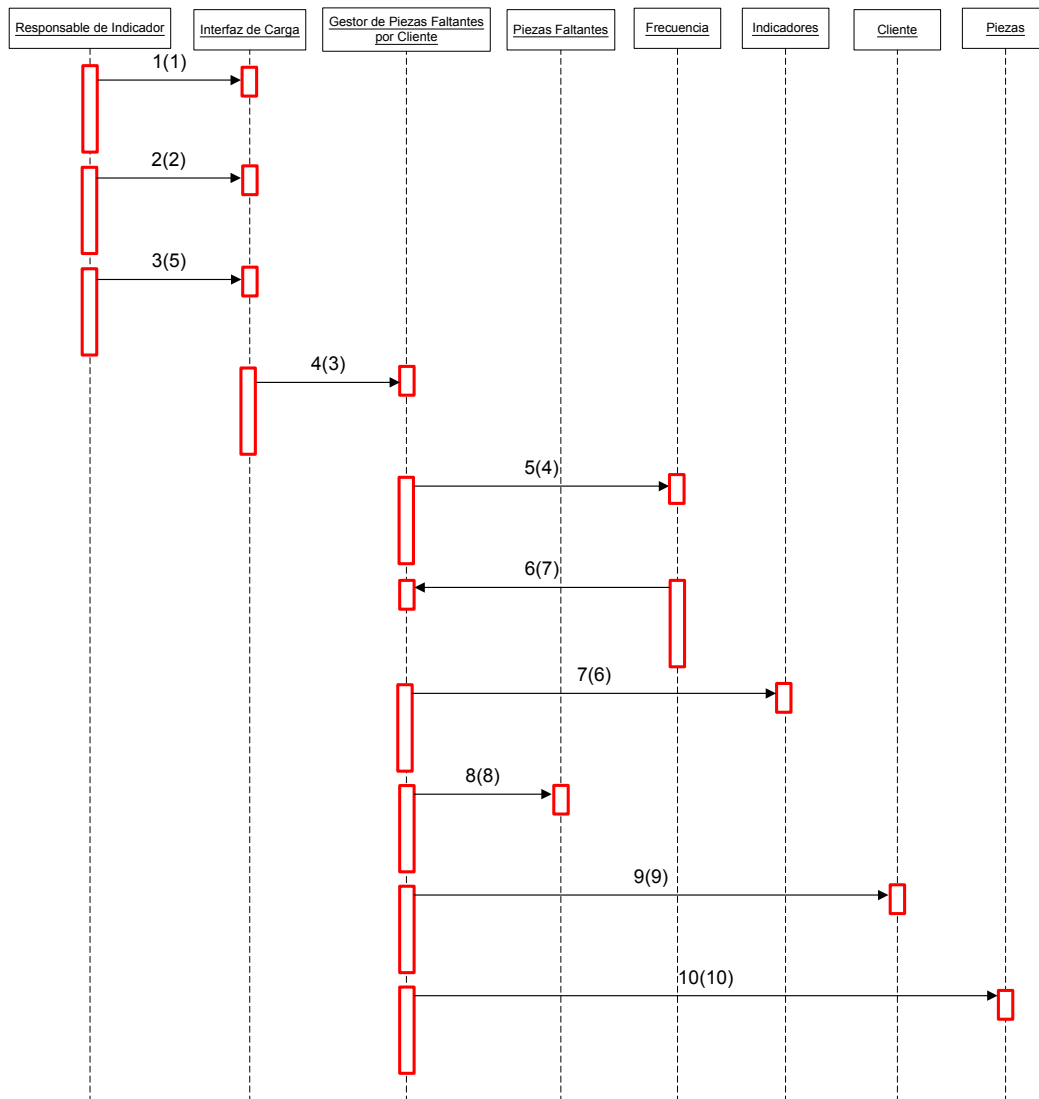 Responsable de Indicador
Interfaz de Carga
Gestor de Piezas Faltantes
por Cliente
Piezas Faltantes
Frecuencia
Indicadores
Cliente
Piezas
1(1)
2(2)
3(5)
4(3)
5(4)
6(7)
7(6)
8(8)
9(9)
10(10)